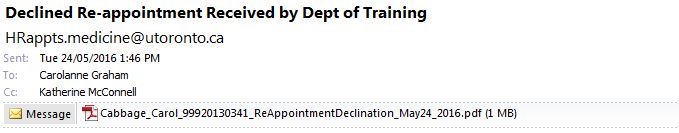 Declined Re-appointment Received by Dept of Training
HRappts.medicine@utoronto.ca
Sent: Tue 24/05/2016 1:46 PM
To: Carolanne Graham
Cc: Katherine McConnell
Message Cabbage_Carol_99920130341_ReAppointmentDeclination_May24_2016.pdf (1 MB)